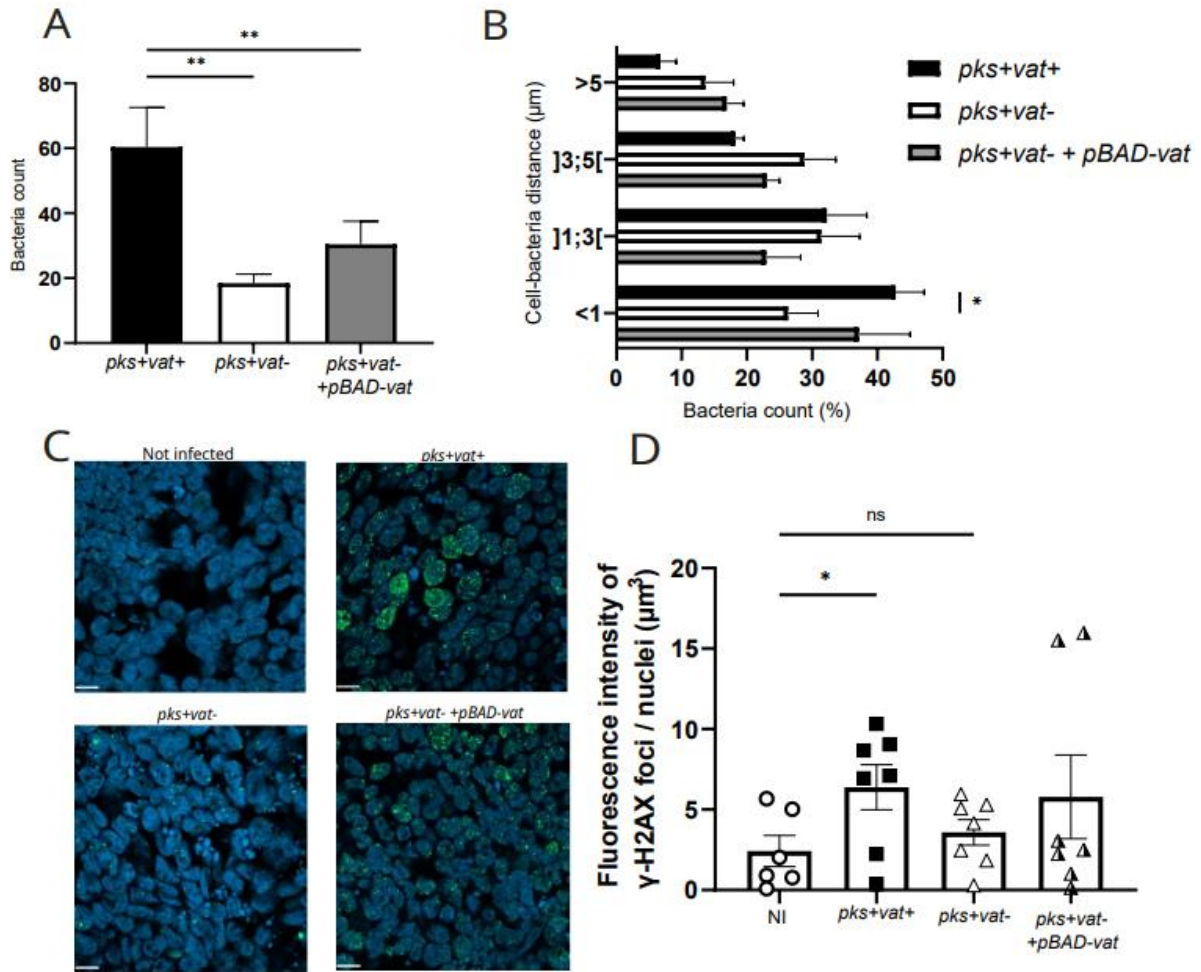 A
**
**
80
60
40
20
0
Bacteria count
pks+vat+
pks+vat-
pks+vat-
+pBAD-vat
B
Cell-bacteria distance (µm)
>5
]3;5[
]1;3[
<1
*
0 10 20 30 40 50
Bacteria count (%)
pks+vat+
pks+vat-
pks+vat- + pBAD-vat
C
Not infected
pks+vat+
pks+vat-
pks+vat- +pBAD-vat
D
ns
*
Fluorescence intensity of
γ-H2AX foci / nuclei (µm³)
20
15
10
5
0
NI
pks+vat+
pks+vat-
pks+vat-
+pBAD-vat